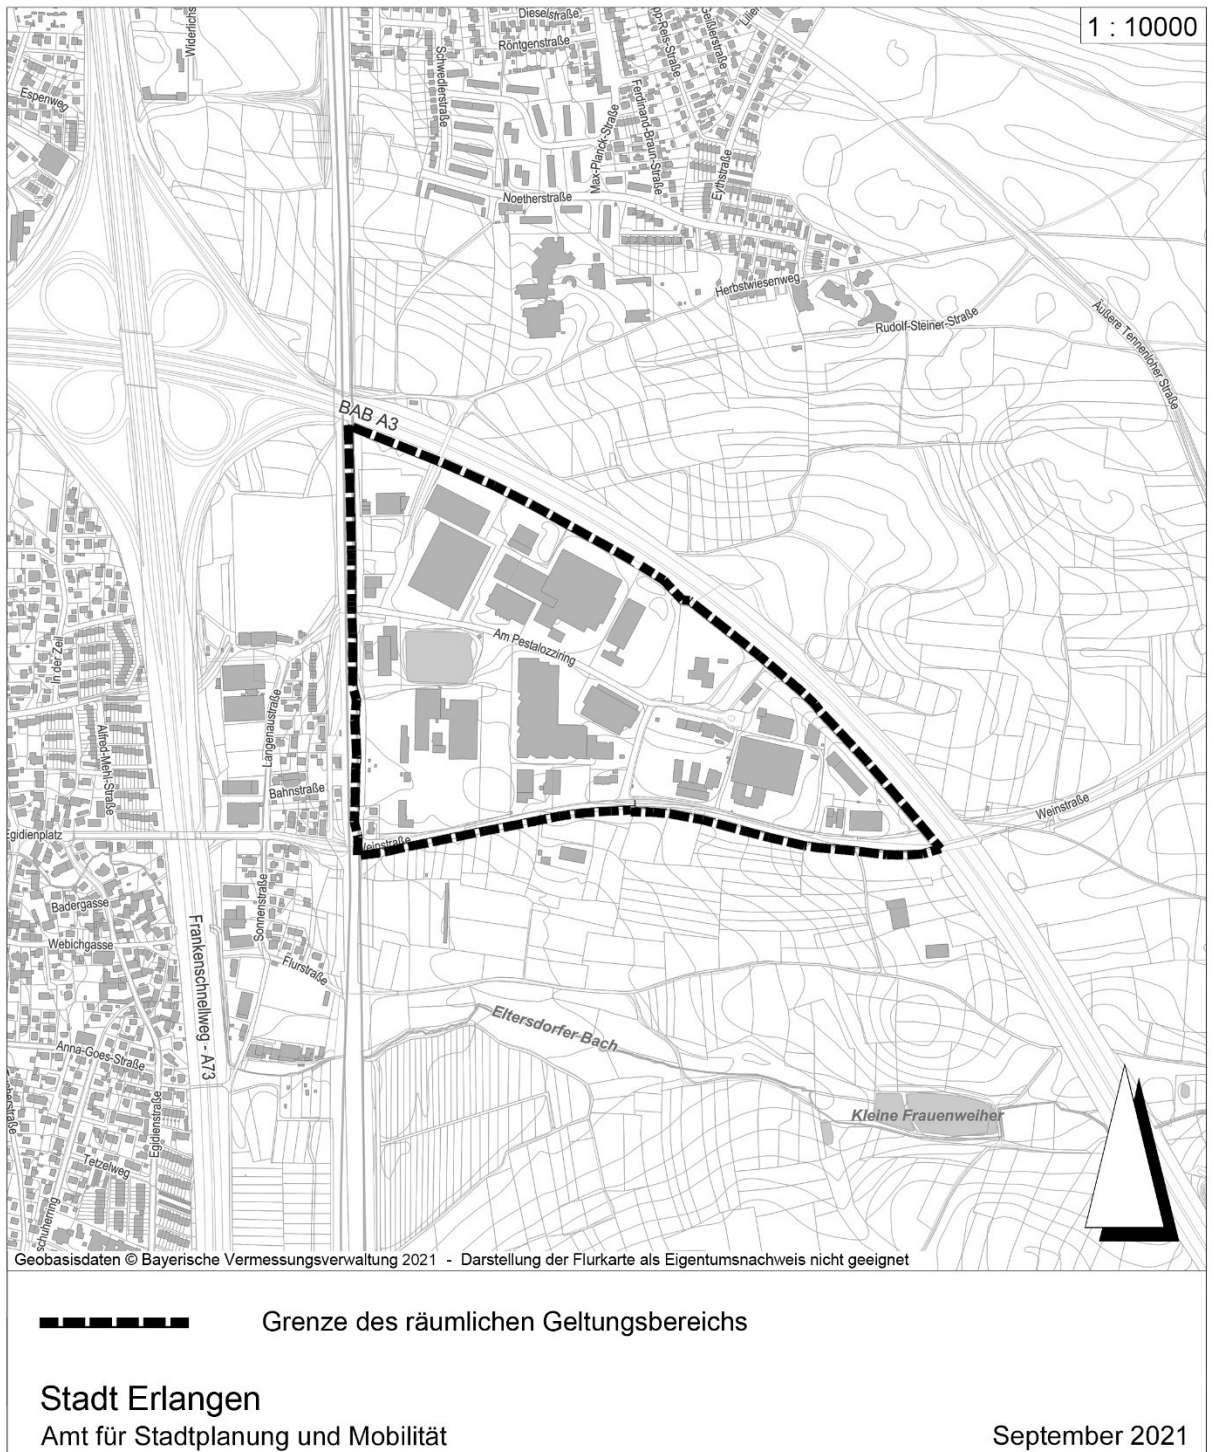 1 : 10000
Dieselstraße
Röntgenstraße
Schwedlerstraße
Espenweg
Max-Planck-Straße
Ferdinand-Braun-Straße
Eythstraße
Noetherstraße
Herbstwiesenweg
Rudolf-Steiner-Straße
Äußere Tennenloher Straße
BAB A3
Am Pestalozziring
In der Zeil
Langenaustraße
Alfred-Mehl-Straße
Bahnstraße
Egidienplatz
Weinstraße
Weinstraße
Badergasse
Sonnenstraße
Webichgasse
Flurstraße
Frankenschnellweg - A73
Eltersdorfer-Bach
Anna-Goes-Straße
Kleine Frauenweiher
Egidienstraße
Tetzelweg
Geobasisdaten © Bayerische Vermessungsverwaltung 2021 - Darstellung der Flurkarte als Eigentumsnachweis nicht geeignet
Grenze des räumlichen Geltungsbereichs
Stadt Erlangen
Amt für Stadtplanung und Mobilität
September 2021